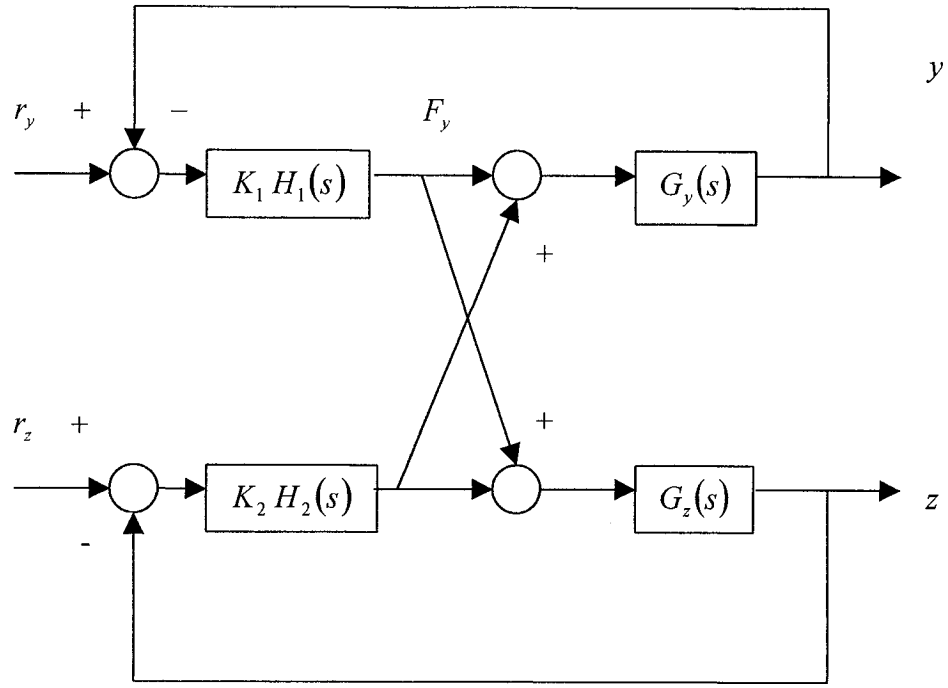 y
r_y + − F_y
K_1 H_1(s) G_y(s)
+
r_z + +
K_2 H_2(s) G_z(s) z
-